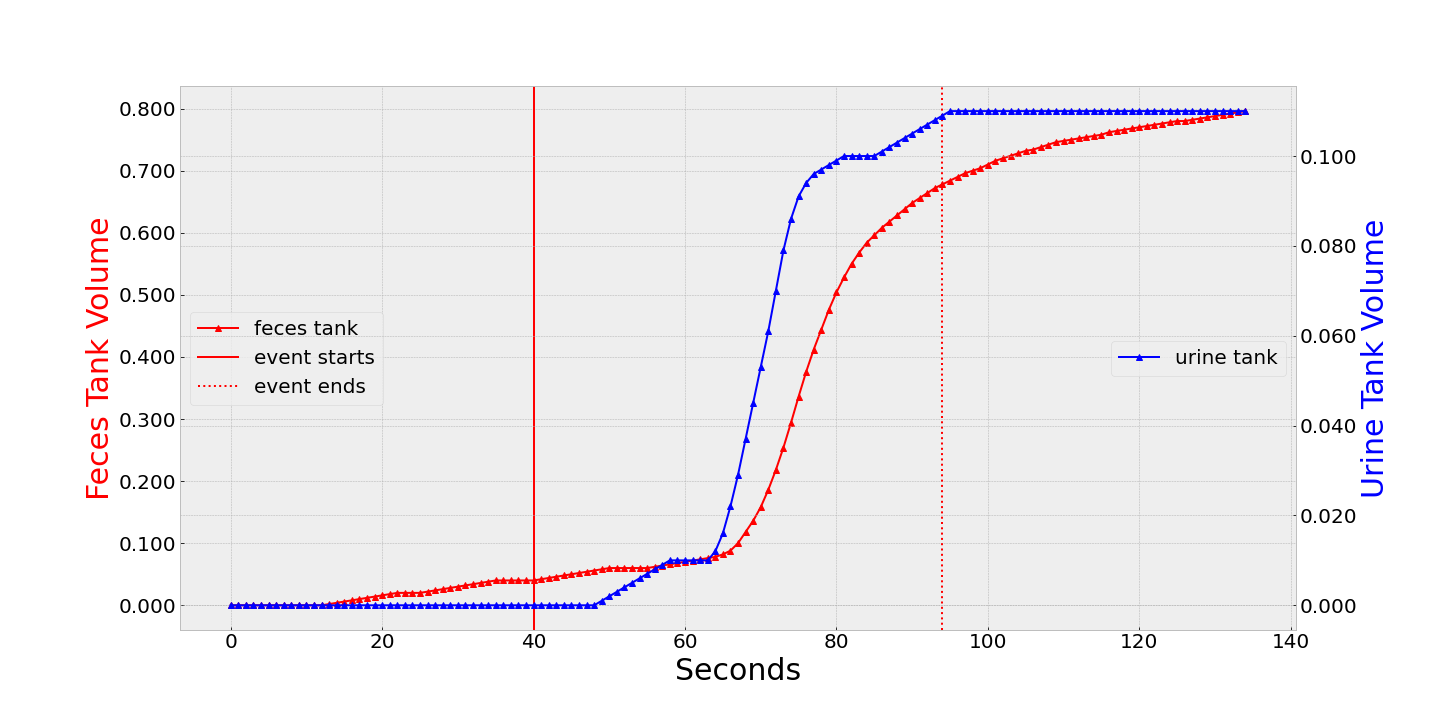 0.800
0.700
0.600
0.500
0.400
0.300
0.200
0.100
0.000
Feces Tank Volume
feces tank
event starts
event ends
urine tank
0.100
0.080
0.060
0.040
0.020
0.000
Urine Tank Volume
0 20 40 60 80 100 120 140
Seconds